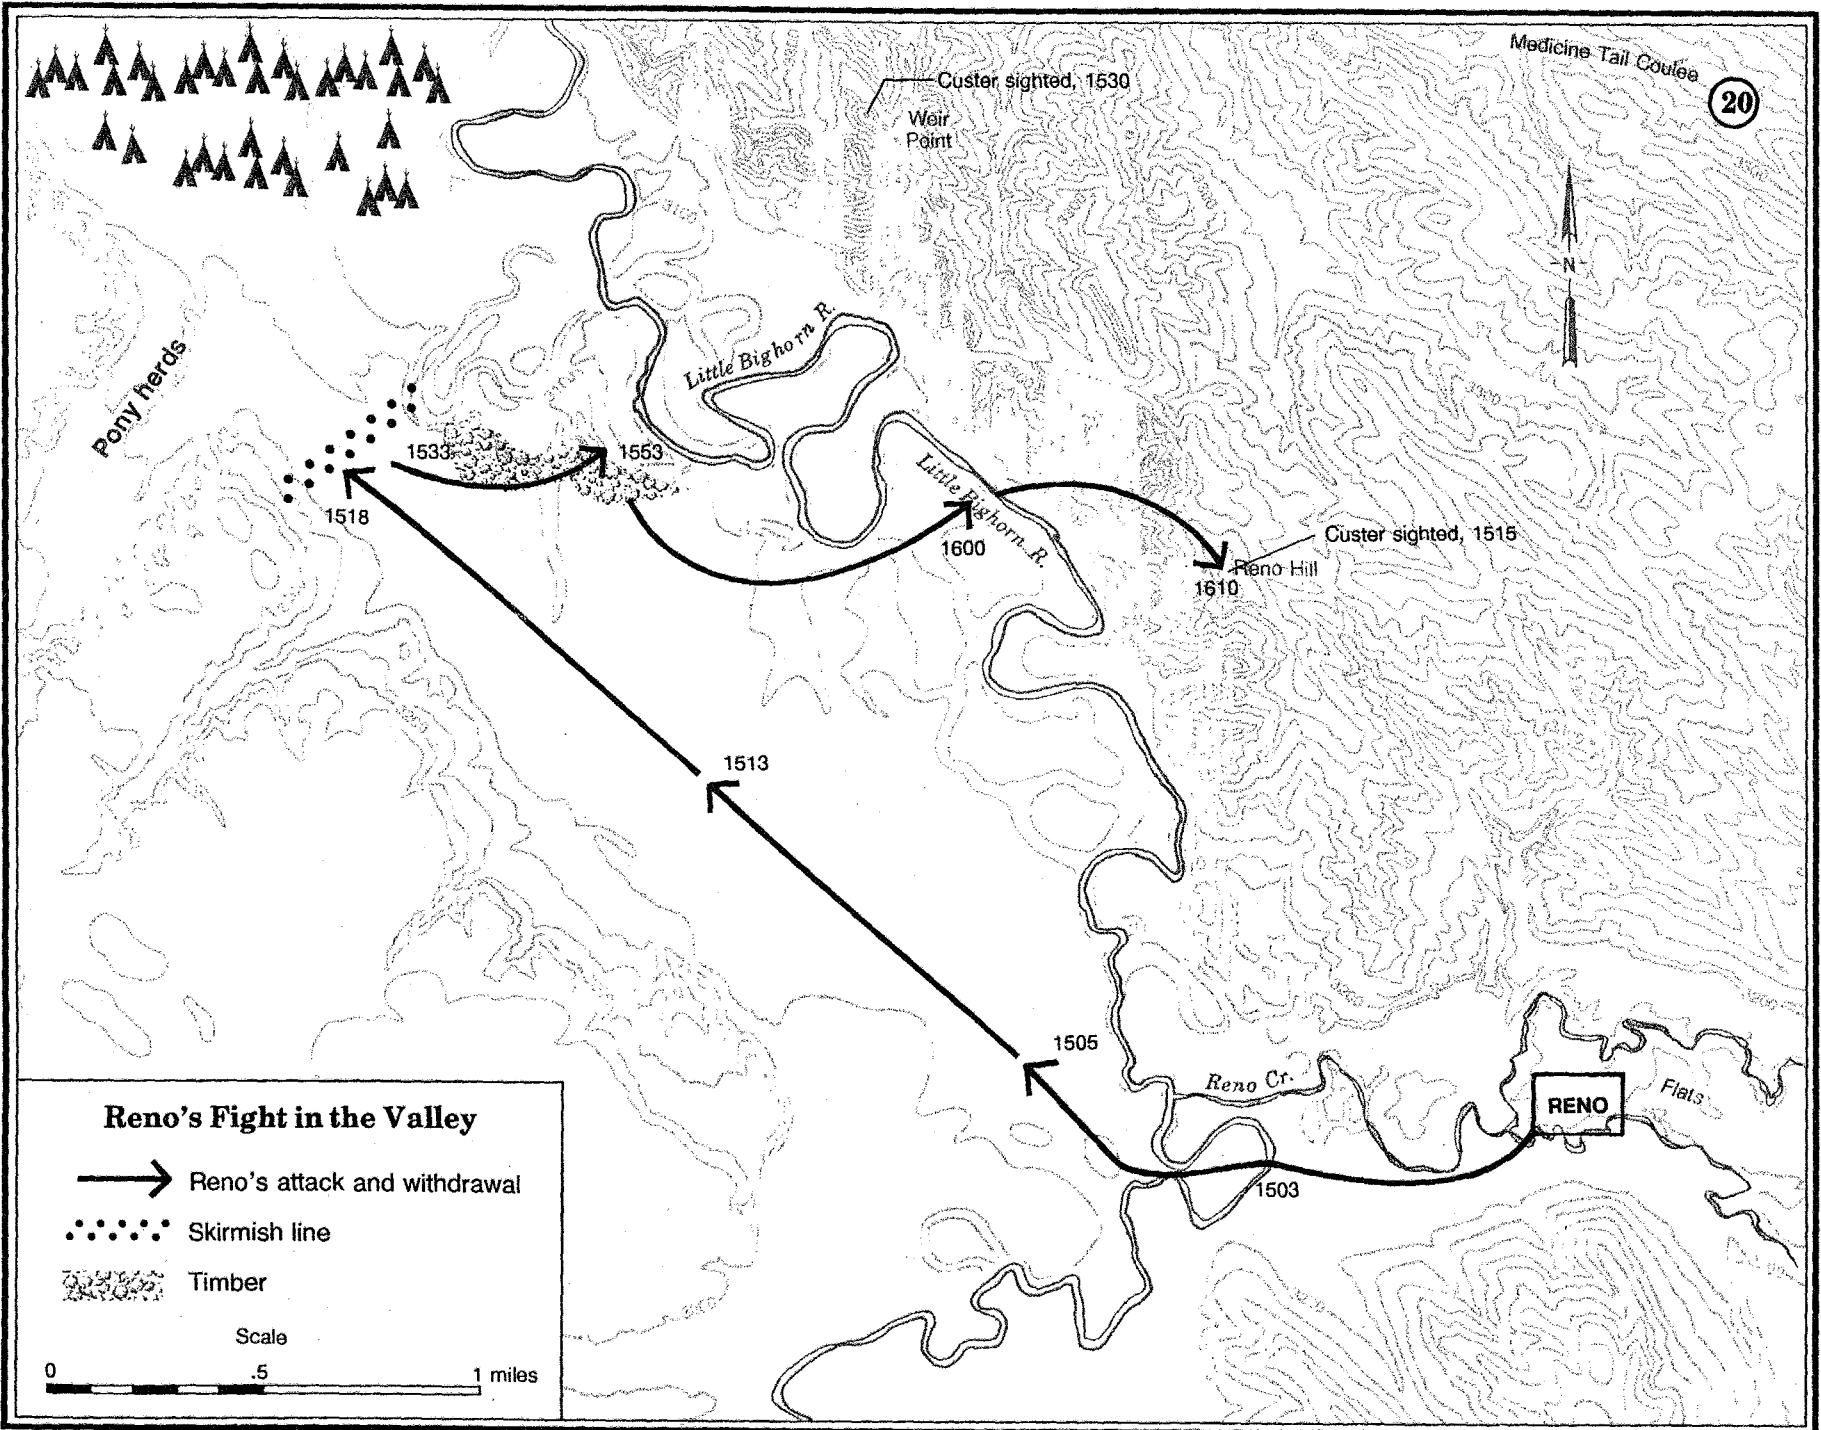 Medicine Tail Coulee
20
Custer sighted, 1530
Weir
Point
N
Little Bighorn R.
Pony herds
1533
1553
1518
Little Bighorn R.
1600
Custer sighted, 1515
Reno Hill
1610
1513
1505
Reno Cr.
RENO
Flats
1503
Reno's Fight in the Valley
Reno's attack and withdrawal
Skirmish line
Timber
Scale
0 .5 1 miles